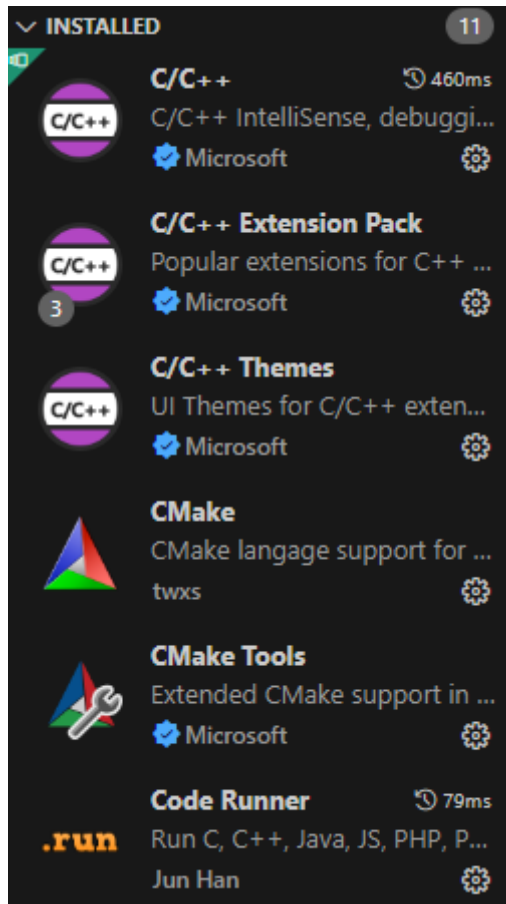 INSTALLED 11
C/C++ 460ms
C/C++ C/C++ IntelliSense, debuggi...
Microsoft
C/C++ Extension Pack
C/C++ Popular extensions for C++ ...
3 Microsoft
C/C++ Themes
C/C++ UI Themes for C/C++ exten...
Microsoft
CMake
CMake langage support for ...
twxs
CMake Tools
Extended CMake support in ...
Microsoft
Code Runner 79ms
.run Run C, C++, Java, JS, PHP, P...
Jun Han